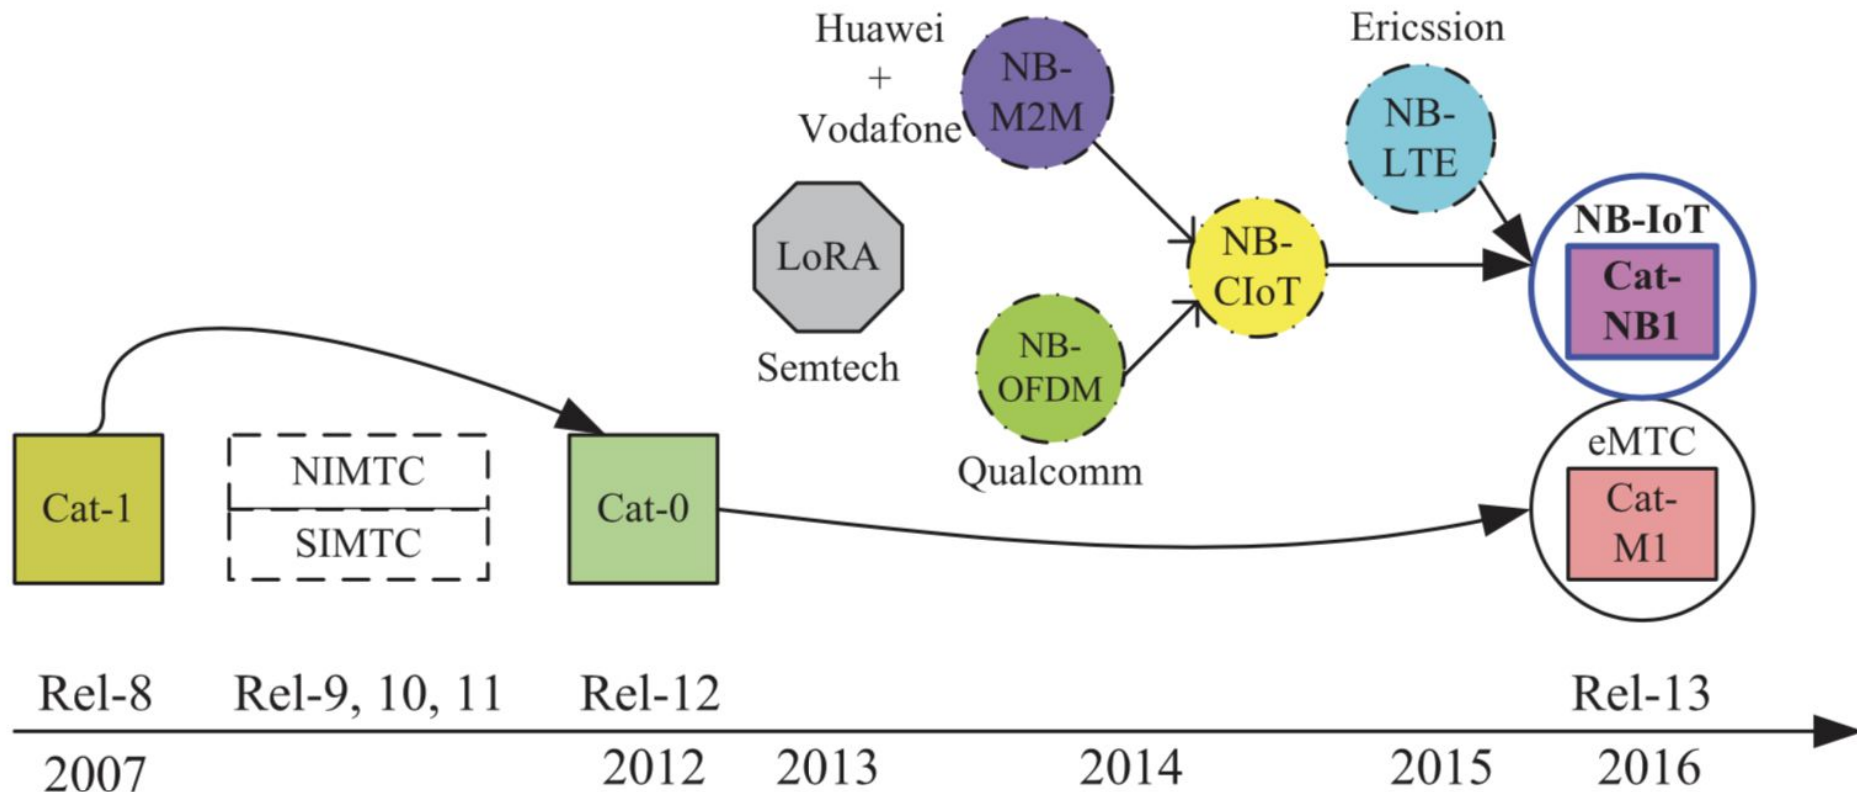 Huawei
+
Vodafone
NB-
M2M
Ericssion
NB-
LTE
LoRA
Semtech
NB-
CIoT
NB-IoT
Cat-
NB1
NB-
OFDM
Qualcomm
Cat-1
NIMTC
SIMTC
Cat-0
eMTC
Cat-
M1
Rel-8
Rel-9, 10, 11
Rel-12
Rel-13
2007
2012
2013
2014
2015
2016